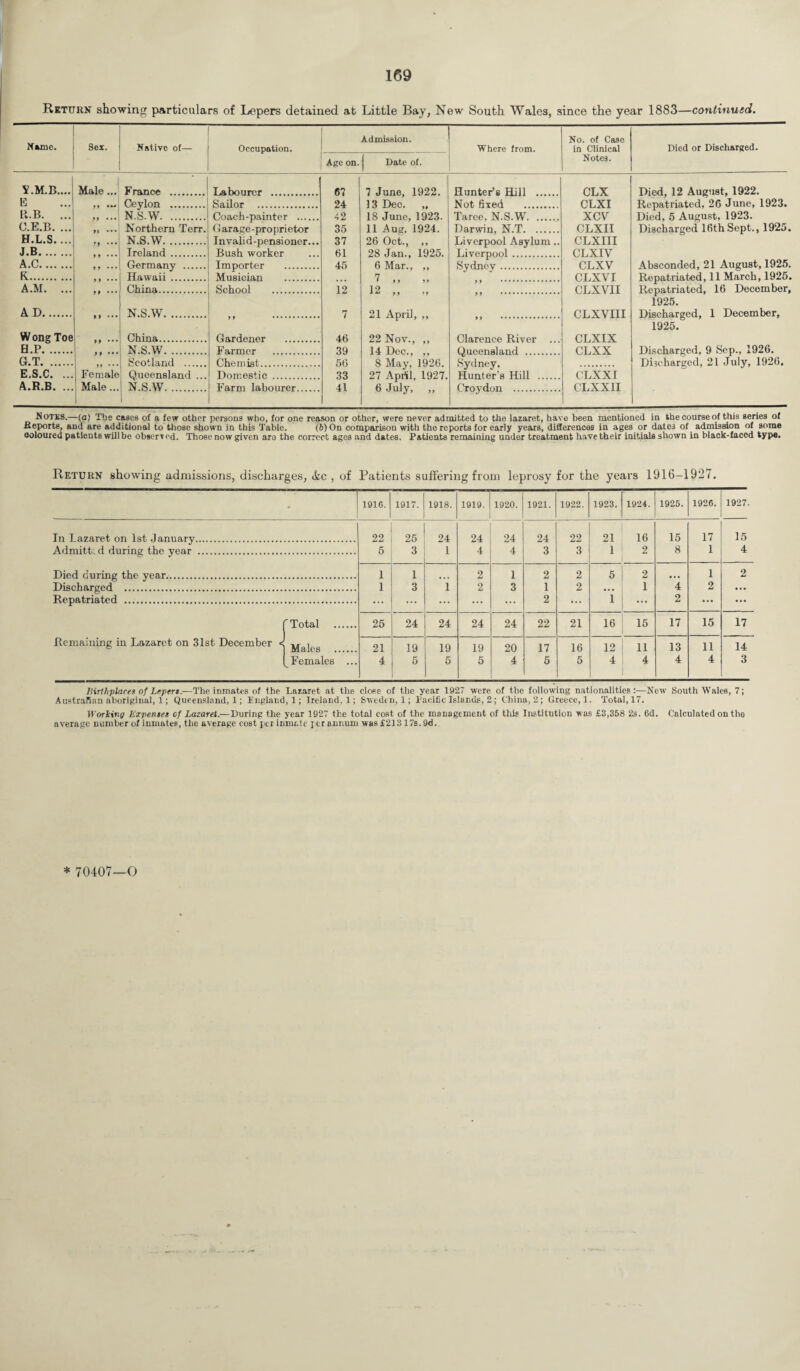 169
RETURN showing particulars of Lepers detained at Little Bay, New South Wales, since the year 1883—continued.
Name. | Sex. | Native of— | Occupation. | Admission. | Where from. | No. of Case in Clinical Notes. | Died or Discharged.
Age on. | Date of.
Y.M.B.... | Male ... | France ......... | Labourer ............ | 67 | 7 June, 1922. | Hunter's Hill ...... | CLX | Died, 12 August, 1922.
E ... | ,, ... | Ceylon ......... | Sailor ............... | 24 | 13 Dec. ,, | Not fixed ......... | CLXI | Repatriated, 26 June, 1923.
R.B. ... | ,, ... | N.S.W. ......... | Coach-painter ...... | 42 | 18 June, 1923. | Taree, N.S.W. ...... | XCV | Died, 5 August, 1923.
C.E.B. ... | ,, ... | Northern Terr. | Garage-proprietor | 35 | 11 Aug. 1924. | Darwin, N.T. ...... | CLXII | Discharged 16th Sept., 1925.
H.L.S. ... | ,, ... | N.S.W. ......... | Invalid-pensioner... | 37 | 26 Oct., ,, | Liverpool Asylum .. | CLXIII
J.B. ...... | ,, ... | Ireland ......... | Bush worker ... | 61 | 28 Jan., 1925. | Liverpool ............ | CLXIV
A.C. ...... | ,, ... | Germany ...... | Importer ......... | 45 | 6 Mar., ,, | Sydney ............... | CLXV | Absconded, 21 August, 1925.
R. ......... | ,, ... | Hawaii ......... | Musician ......... | ... | 7 ,, ,, | ,, ............... | CLXVI | Repatriated, 11 March, 1925.
A.M. ... | ,, ... | China............ | School ............ | 12 | 12 ,, ,, | ,, ............... | CLXVII | Repatriated, 16 December, 1925.
A D. ...... | ,, ... | N.S.W. ......... | ,, ............ | 7 | 21 April, ,, | ,, ............... | CLXVIII | Discharged, 1 December, 1925.
Wong Toe | ,, ... | China............ | Gardener ......... | 46 | 22 Nov., ,, | Clarence River ... | CLXIX
H.P. ...... | ,, ... | N.S.W. ......... | Farmer ............ | 39 | 14 Dec., ,, | Queensland ......... | CLXX | Discharged, 9 Sep., 1926.
G.T. ...... | ,, ... | Scotland ...... | Chemist............ | 56 | 8 May, 1926. | Sydney. | ......... | Discharged, 21 July, 1926.
E.S.C. ... | Female | Queensland ... | Domestic ............ | 33 | 27 April, 1927. | Hunter's Hill ...... | CLXXI
A.R.B. ... | Male ... | N.S.W. ......... | Farm labourer...... | 41 | 6 July, ,, | Croydon ............ | CLXXII
NOTES.—(a) The cases of a few other persons who, for one reason or other, were never admitted to the lazaret, have been mentioned in the course of this series of
Reports, and are additional to those shown in this Table. (b) On comparison with the reports for early years, differences in ages or dates of admission of some
coloured patients will be observed. Those now given are the correct ages and dates. Patients remaining under treatment have their initials shown in black-faced type.
RETURN showing admissions, discharges, &c , of Patients suffering from leprosy for the years 1916-1927.
1916. | 1917. | 1918. | 1919. | 1920. | 1921. | 1922. | 1923. | 1924. | 1925. | 1926. | 1927.
In Lazaret on 1st January.............................. | 22 | 25 | 24 | 24 | 24 | 24 | 22 | 21 | 16 | 15 | 17 | 15
Admitted during the year .............................. | 5 | 3 | 1 | 4 | 4 | 3 | 3 | 1 | 2 | 8 | 1 | 4
Died during the year.............................. | 1 | 1 | ... | 2 | 1 | 2 | 2 | 5 | 2 | ... | 1 | 2
Discharged .............................. | 1 | 3 | 1 | 2 | 3 | 1 | 2 | ... | 1 | 4 | 2 | ...
Repatriated .............................. | ... | ... | ... | ... | ... | 2 | ... | 1 | ... | 2 | ... | ...
Total ...... | 25 | 24 | 24 | 24 | 24 | 22 | 21 | 16 | 15 | 17 | 15 | 17
Remaining in Lazaret on 31st December
Males ...... | 21 | 19 | 19 | 19 | 20 | 17 | 16 | 12 | 11 | 13 | 11 | 14
Females ... | 4 | 5 | 5 | 5 | 4 | 5 | 5 | 4 | 4 | 4 | 4 | 3
Birthplaces of Lepers.—The inmates of the Lazaret at the close of the year 1927 were of the following nationalities:—New South Wales, 7;
Australian aboriginal, 1; Queensland, 1; England, 1; Ireland, 1; Sweden, 1; Pacific Islands, 2; China, 2; Greece, 1. Total, 17.
Working Expenses of Lazaret.—During the year 1927 the total cost of the management of this Institution was £3,358 2s. 6d. Calculated on the
average number of inmates, the average cost per inmate per annum was £213 17s. 9d.
* 70407—O